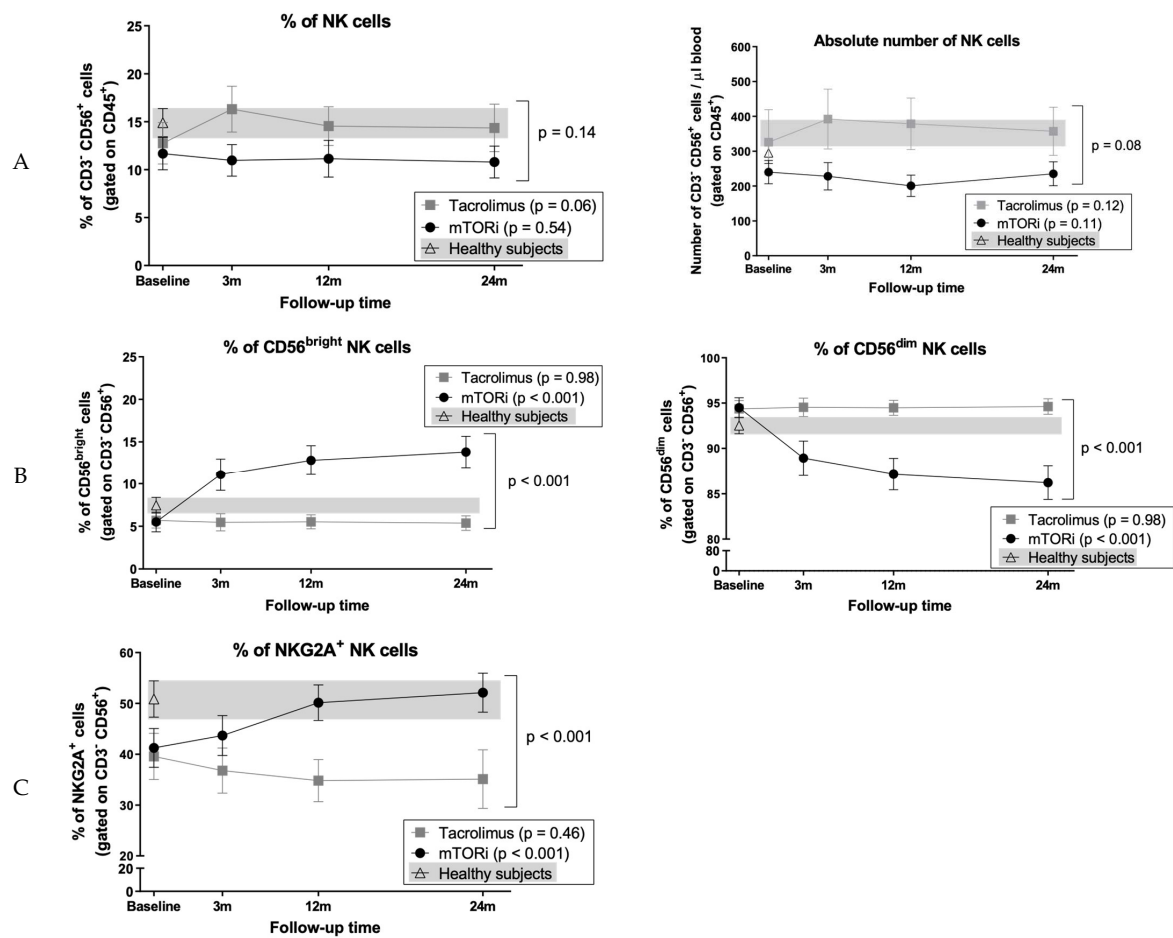 A
% of NK cells
% of CD3⁻ CD56⁺ cells
(gated on CD45⁺)
25
20
15
10
5
0
p = 0.14
Tacrolimus (p = 0.06)
mTORi (p = 0.54)
Healthy subjects
Baseline 3m 12m 24m
Follow-up time
Absolute number of NK cells
Number of CD3⁻ CD56⁺ cells / µl blood
(gated on CD45⁺)
600
500
400
300
200
100
0
p = 0.08
Tacrolimus (p = 0.12)
mTORi (p = 0.11)
Healthy subjects
Baseline 3m 12m 24m
Follow-up time
B
% of CD56ᵇʳⁱᵍʰᵗ NK cells
% of CD56ᵇʳⁱᵍʰᵗ cells
(gated on CD3⁻ CD56⁺)
25
20
15
10
5
0
Tacrolimus (p = 0.98)
mTORi (p < 0.001)
Healthy subjects
p < 0.001
Baseline 3m 12m 24m
Follow-up time
% of CD56ᵈⁱᵐ NK cells
% of CD56ᵈⁱᵐ cells
(gated on CD3⁻ CD56⁺)
100
95
90
85
80
80
0
p < 0.001
Tacrolimus (p = 0.98)
mTORi (p < 0.001)
Healthy subjects
Baseline 3m 12m 24m
Follow-up time
C
% of NKG2A⁺ NK cells
% of NKG2A⁺ cells
(gated on CD3⁻ CD56⁺)
60
50
40
30
20
20
0
p < 0.001
Tacrolimus (p = 0.46)
mTORi (p < 0.001)
Healthy subjects
Baseline 3m 12m 24m
Follow-up time